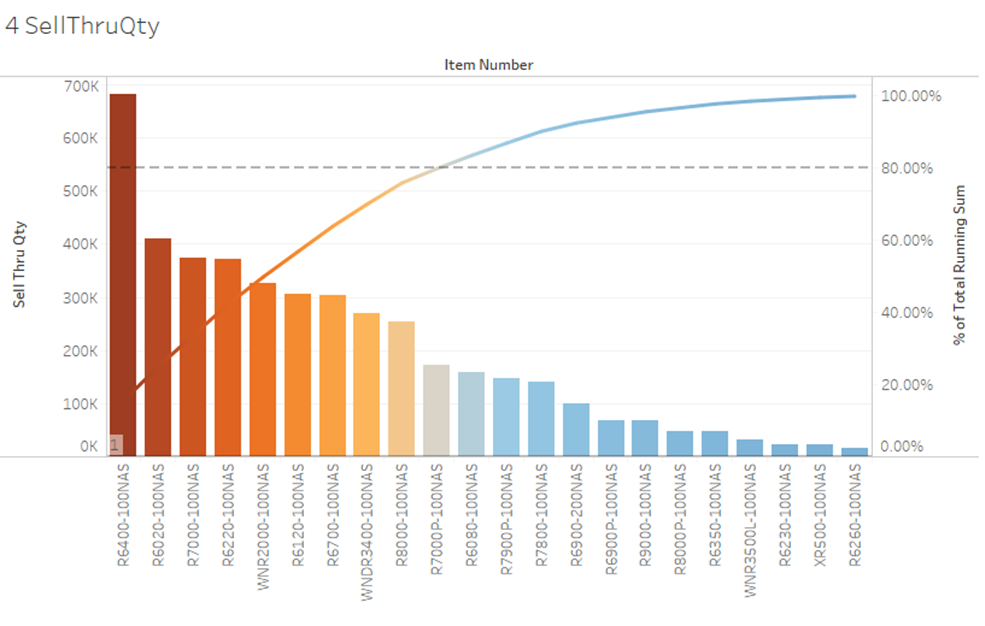 4 SellThruQty
Item Number
700K
600K
500K
400K
300K
200K
100K
0K
Sell Thru Qty
100.00%
80.00%
60.00%
40.00%
20.00%
0.00%
% of Total Running Sum
1
R6400-100NAS
R6020-100NAS
R7000-100NAS
R6220-100NAS
WNR2000-100NAS
R6120-100NAS
R6700-100NAS
WNDR3400-100NAS
R8000-100NAS
R7000P-100NAS
R6080-100NAS
R7900P-100NAS
R7800-100NAS
R6900-200NAS
R6900P-100NAS
R9000-100NAS
R8000P-100NAS
R6350-100NAS
WNR3500L-100NAS
R6230-100NAS
XR500-100NAS
R6260-100NAS